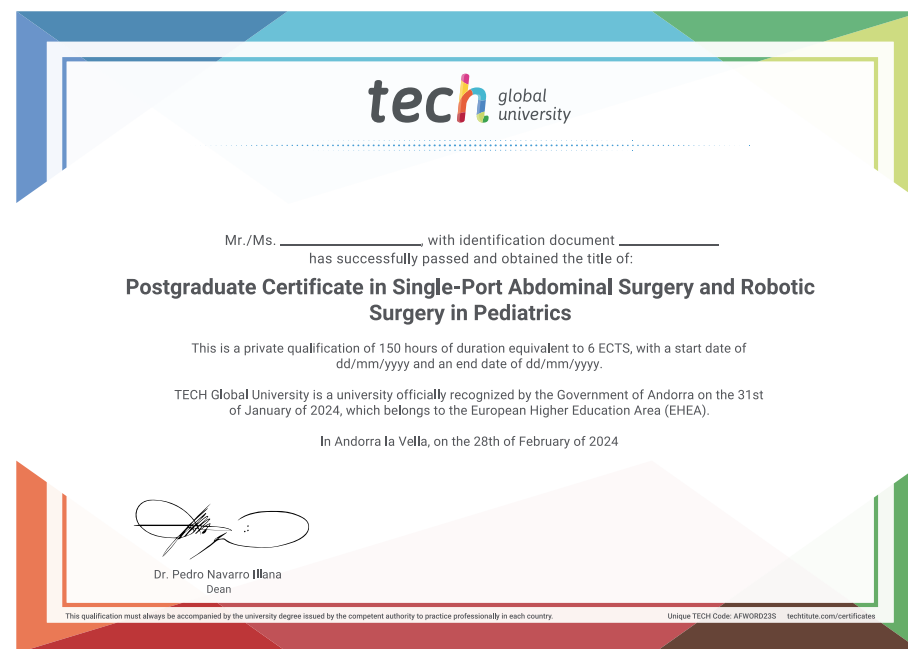 tech global university
Mr./Ms. ____________, with identification document ____________
has successfully passed and obtained the title of:
Postgraduate Certificate in Single-Port Abdominal Surgery and Robotic
Surgery in Pediatrics
This is a private qualification of 150 hours of duration equivalent to 6 ECTS, with a start date of
dd/mm/yyyy and an end date of dd/mm/yyyy.
TECH Global University is a university officially recognized by the Government of Andorra on the 31st
of January of 2024, which belongs to the European Higher Education Area (EHEA).
In Andorra la Vella, on the 28th of February of 2024
Dr. Pedro Navarro Illana
Dean
This qualification must always be accompanied by the university degree issued by the competent authority to practice professionally in each country.
Unique TECH Code: AFWORD23S techtitute.com/certificates